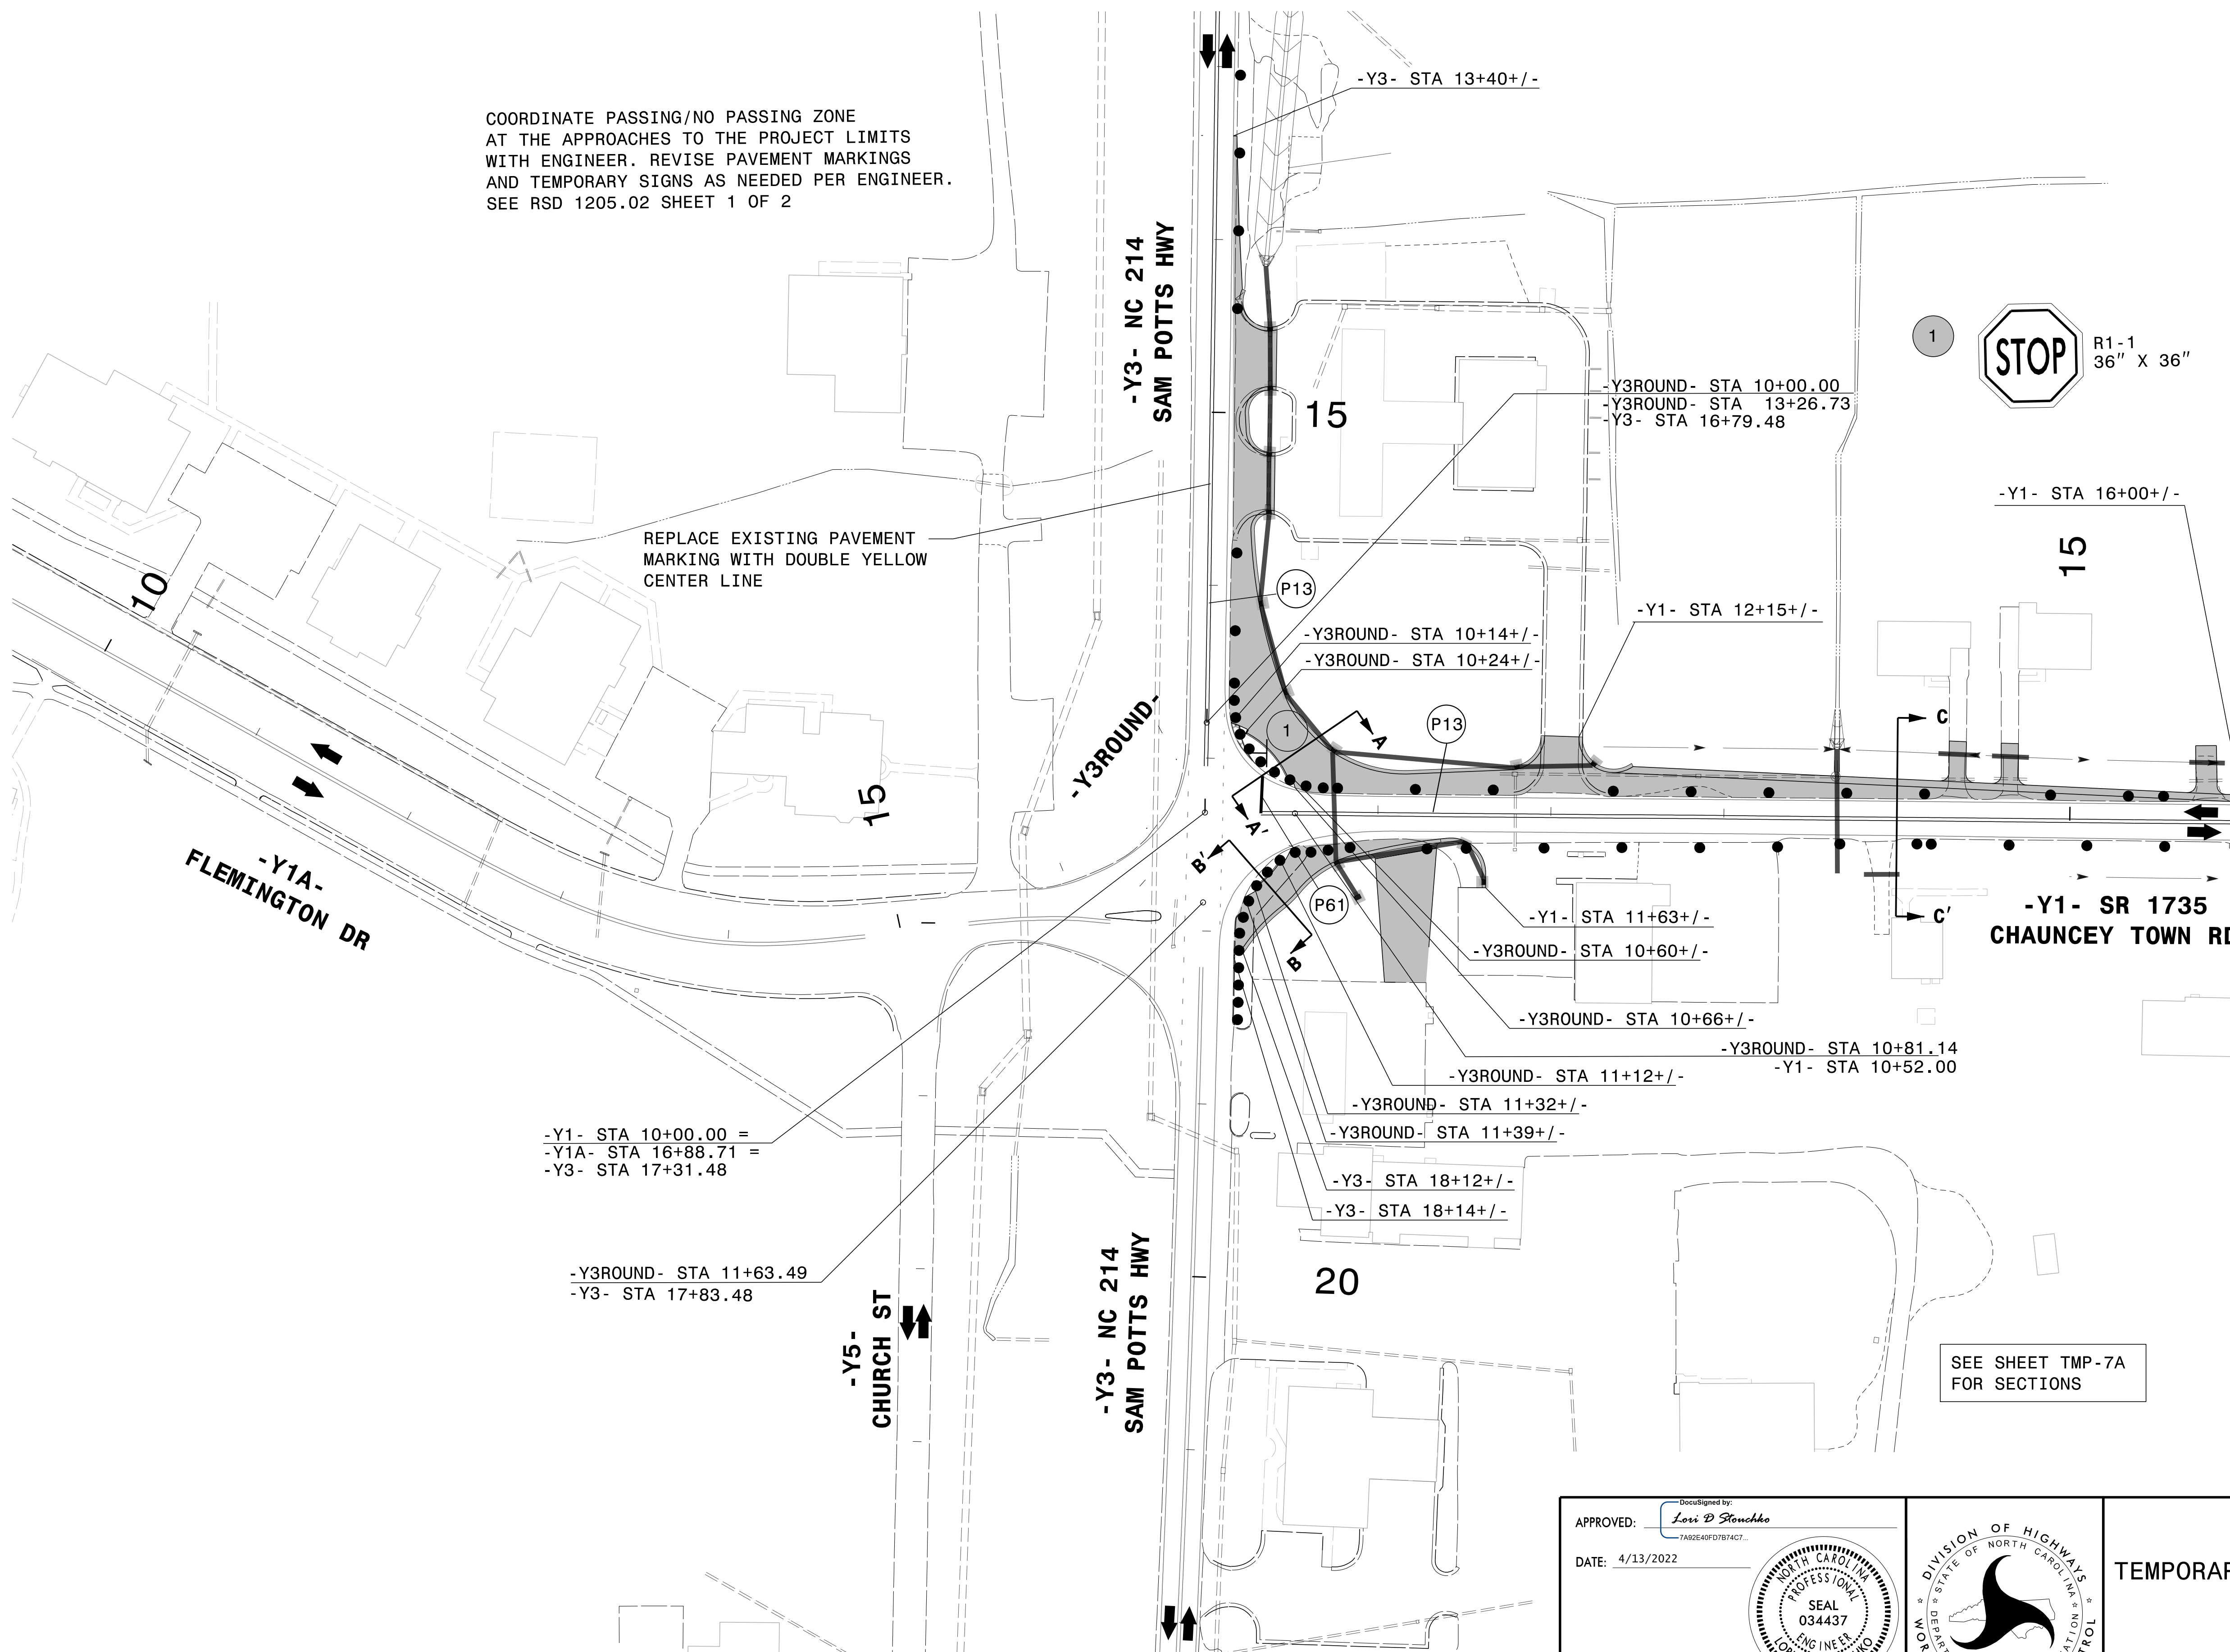 -Y3- STA 13+40+/-
COORDINATE PASSING/NO PASSING ZONE
AT THE APPROACHES TO THE PROJECT LIMITS
WITH ENGINEER. REVISE PAVEMENT MARKINGS
AND TEMPORARY SIGNS AS NEEDED PER ENGINEER.
SEE RSD 1205.02 SHEET 1 OF 2
-Y3- NC 214
SAM POTTS HWY
1
STOP
R1-1
36" X 36"
-Y3ROUND- STA 10+00.00
-Y3ROUND- STA 13+26.73
-Y3- STA 16+79.48
15
-Y1- STA 16+00+/-
15
REPLACE EXISTING PAVEMENT
MARKING WITH DOUBLE YELLOW
CENTER LINE
10
P13
-Y1- STA 12+15+/-
-Y3ROUND- STA 10+14+/-
-Y3ROUND- STA 10+24+/-
-Y3ROUND-
1
A
P13
C
15
A'
B'
P61
-Y1A-
FLEMINGTON DR
B
-Y1- STA 11+63+/-
C'
-Y1- SR 1735
CHAUNCEY TOWN RD
-Y3ROUND- STA 10+60+/-
-Y3ROUND- STA 10+66+/-
-Y3ROUND- STA 10+81.14
-Y1- STA 10+52.00
-Y3ROUND- STA 11+12+/-
-Y3ROUND- STA 11+32+/-
-Y3ROUND- STA 11+39+/-
-Y1- STA 10+00.00 =
-Y1A- STA 16+88.71 =
-Y3- STA 17+31.48
-Y3- STA 18+12+/-
-Y3- STA 18+14+/-
-Y3ROUND- STA 11+63.49
-Y3- STA 17+83.48
20
-Y5-
CHURCH ST
-Y3- NC 214
SAM POTTS HWY
SEE SHEET TMP-7A
FOR SECTIONS
DocuSigned by:
APPROVED: Lori D Stouchko
7A92E40FD7B74C7...
DATE: 4/13/2022
NORTH CAROLINA
PROFESSIONAL
SEAL
034437
ENGINEER
DIVISION OF HIGHWAYS
STATE OF NORTH CAROLINA